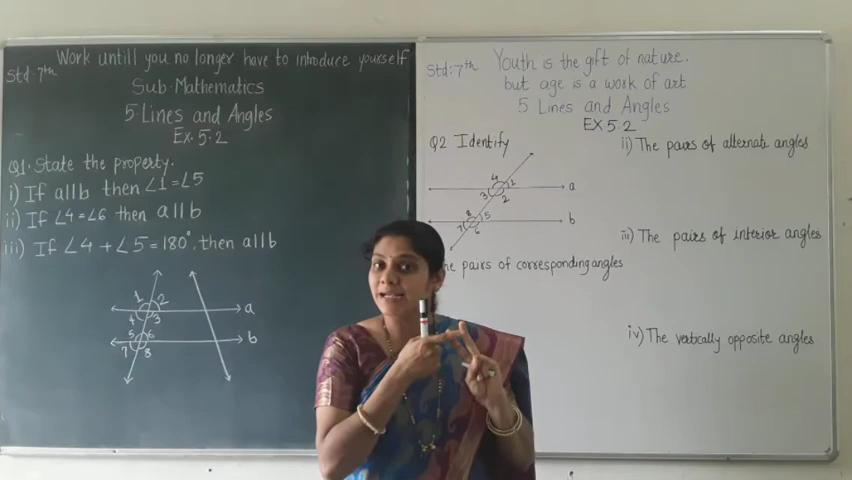 Work untill you no longer have to introduce yourself
Std:7th
Sub.Mathematics
5.Lines and Angles
Ex.5.2
Q1. State the property.
i) If a||b then ∠1=∠5
ii) If ∠4=∠6 then a||b
iii) If ∠4+∠5=180°, then a||b
1 2
4 3 a
5 6 b
7 8
Std:7th Youth is the gift of nature.
but age is a work of art
5 Lines and Angles
EX.5.2
Q2 Identify
4 1 a
3 2
8 5 b
7 6
the pairs of corresponding angles
ii) The pairs of alternate angles
iii) The pairs of interior angles
iv) The vertically opposite angles